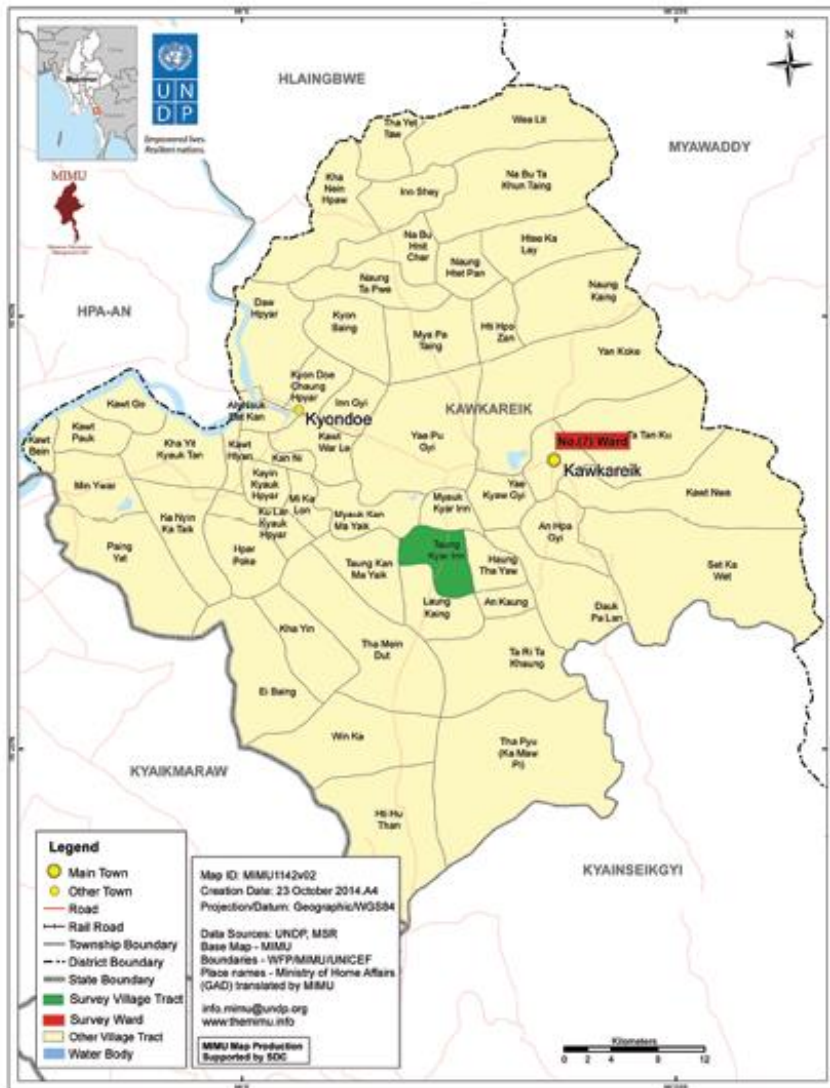 N
HLAINGBWE
MYAWADDY
HPA-AN
KAWKAREIK
KYAIKMARAW
KYAINSEIKGYI
UN
DP
Empowered lives.
Resilient nations.
MIMU
Tha Yet
Taw
Wea Lit
Kha
Nein
Hpaw
Inn Shey
Na Bu Ta
Khun Taing
Na Bu
Hnit
Char
Naung
Htet Pan
Htee Ka
Lay
Naung
Ta Pwe
Naung
Kaing
Daw
Hpyar
Kyon
Saing
Mya Pa
Taing
Hti Hpo
Zan
Yan Koke
Kyon Doe
Chaung
Hpyar
Inn Gyi
Kyondoe
Kawt Go
Kawt
Pauk
Kawt
Bein
Kha Yit
Kyauk Tan
Kawt
Kan Ni
Kawt
War Le
Yae Pu
Gyi
No.(7) Ward
Kawkareik
Ta Tan Ku
Kawt Nwe
Min Ywar
Kayin
Kyauk
Hpyar
Mi Ka
Lon
Ku Lar
Kyauk
Hpyar
Myauk Kan
Ma Yaik
Myauk
Kyar Inn
Yae
Kyaw Gyi
An Hpa
Gyi
Ka Nyin
Ka Taik
Paing
Yat
Hpar
Poke
Taung Kan
Ma Yaik
Taung
Kyar Inn
Haung
Tha Yaw
Set Ka
Wet
Laung
Kaing
An Kaung
Dauk
Pa Lan
Kha Yin
Tha Mein
Dut
Ta Ri Ta
Khaung
Ei Baing
Win Ka
Tha Pyu
(Ka Maw
Pi)
Hti Hu
Than
Legend
Main Town
Other Town
Road
Rail Road
Township Boundary
District Boundary
State Boundary
Survey Village Tract
Survey Ward
Other Village Tract
Water Body
Map ID: MIMU1142v02
Creation Date: 23 October 2014.A4
Projection/Datum: Geographic/WGS84
Data Sources: UNDP, MSR
Base Map - MIMU
Boundaries - WFP/MIMU/UNICEF
Place names - Ministry of Home Affairs
(GAD) translated by MIMU
info.mimu@undp.org
www.themimu.info
MIMU Map Production
Supported by SDC
Kilometers
0 2 4 8 12